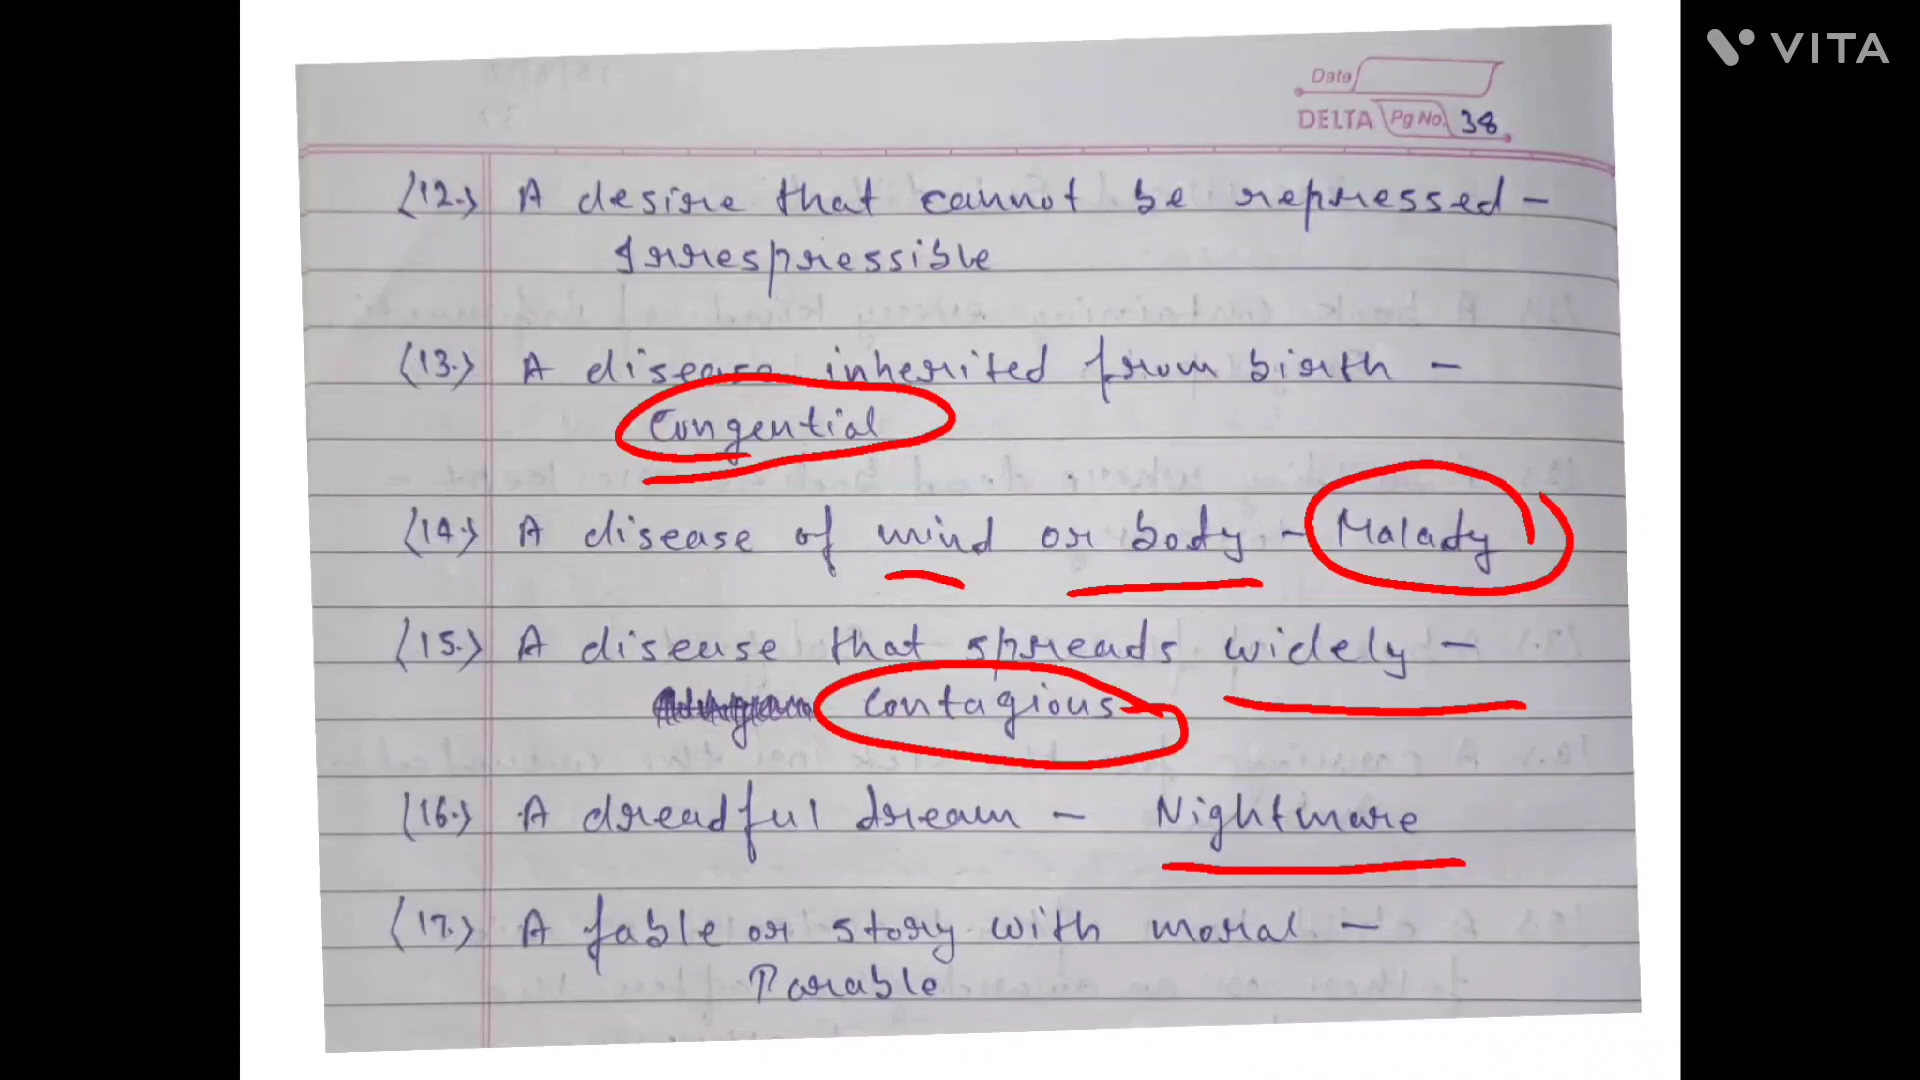 VITA
Date
DELTA Pg No. 38
(12.) A desire that cannot be repressed -
Irrespressible
(13.) A disease inherited from birth -
Congential
(14.) A disease of mind or body - Malady
(15.) A disease that spreads widely -
Contagious
(16.) A dreadful dream - Nightmare
(17.) A fable or story with moral -
Parable